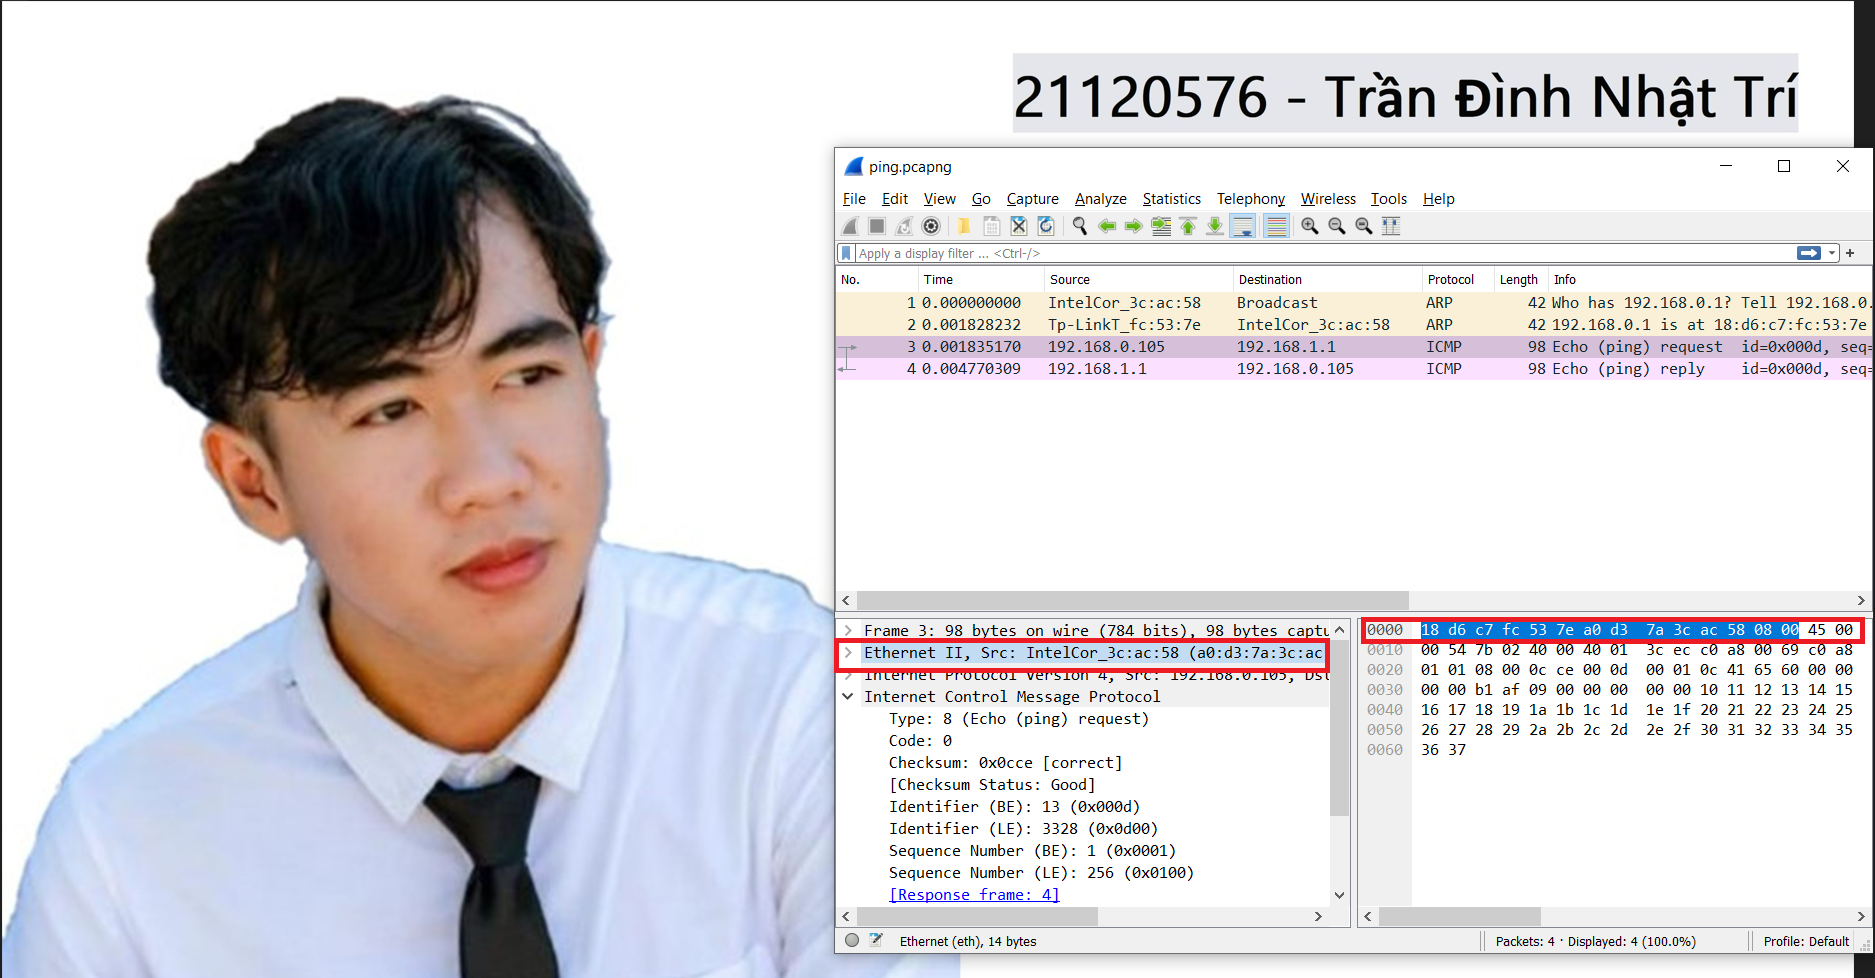 21120576 - Trần Đình Nhật Trí
ping.pcapng
File Edit View Go Capture Analyze Statistics Telephony Wireless Tools Help
Apply a display filter ... <Ctrl-/>
No. Time Source Destination Protocol Length Info
1 0.000000000 IntelCor_3c:ac:58 Broadcast ARP 42 Who has 192.168.0.1? Tell 192.168.0.
2 0.001828232 Tp-LinkT_fc:53:7e IntelCor_3c:ac:58 ARP 42 192.168.0.1 is at 18:d6:c7:fc:53:7e
3 0.001835170 192.168.0.105 192.168.1.1 ICMP 98 Echo (ping) request id=0x000d, seq=
4 0.004770309 192.168.1.1 192.168.0.105 ICMP 98 Echo (ping) reply id=0x000d, seq=
Frame 3: 98 bytes on wire (784 bits), 98 bytes captu
Ethernet II, Src: IntelCor_3c:ac:58 (a0:d3:7a:3c:ac
Internet Protocol Version 4, Src: 192.168.0.105, Dst
Internet Control Message Protocol
Type: 8 (Echo (ping) request)
Code: 0
Checksum: 0x0cce [correct]
[Checksum Status: Good]
Identifier (BE): 13 (0x000d)
Identifier (LE): 3328 (0x0d00)
Sequence Number (BE): 1 (0x0001)
Sequence Number (LE): 256 (0x0100)
[Response frame: 4]
0000 18 d6 c7 fc 53 7e a0 d3 7a 3c ac 58 08 00 45 00
0010 00 54 7b 02 40 00 40 01 3c ec c0 a8 00 69 c0 a8
0020 01 01 08 00 0c ce 00 0d 00 01 0c 41 65 60 00 00
0030 00 00 b1 af 09 00 00 00 00 00 10 11 12 13 14 15
0040 16 17 18 19 1a 1b 1c 1d 1e 1f 20 21 22 23 24 25
0050 26 27 28 29 2a 2b 2c 2d 2e 2f 30 31 32 33 34 35
0060 36 37
Ethernet (eth), 14 bytes
Packets: 4 · Displayed: 4 (100.0%)
Profile: Default